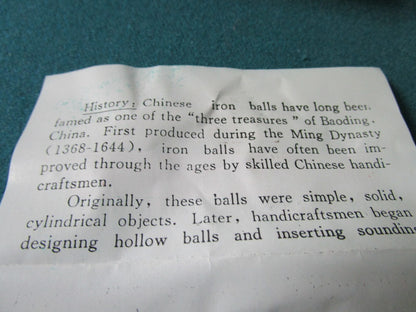 History: Chinese iron balls have long been
famed as one of the "three treasures" of Baoding,
China. First produced during the Ming Dynasty
(1368-1644), iron balls have often been im-
proved through the ages by skilled Chinese handi-
craftsmen.
Originally, these balls were simple, solid,
cylindrical objects. Later, handicraftsmen began
designing hollow balls and inserting sounding